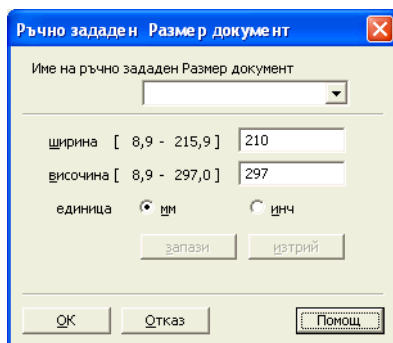 Ръчно зададен Размер документ
Име на ръчно зададен Размер документ
ширина [ 8,9 - 215,9 ] 210
височина [ 8,9 - 297,0 ] 297
единица мм инч
запази изтрий
OK Отказ Помощ